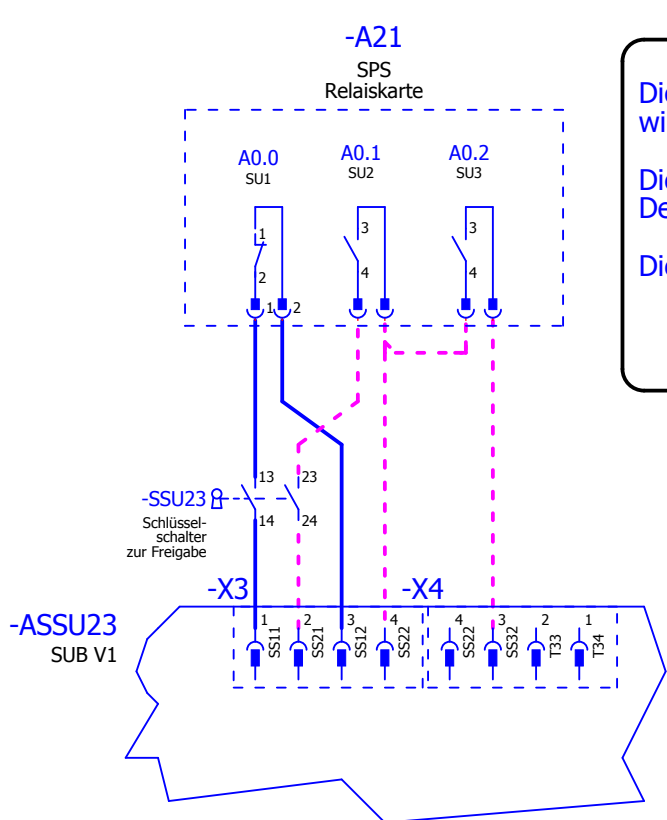 -A21
SPS
Relaiskarte
A0.0
SU1
A0.1
SU2
A0.2
SU3
1
2
3
4
3
4
1
2
-SSU23
Schlüssel-
schalter
zur Freigabe
13
14
23
24
-X3
-X4
-ASSU23
SUB V1
1
2
3
4
4
3
2
1
SS11
SS21
SS12
SS22
SS22
SS32
T33
T34
Die
wi
Die
De
Die